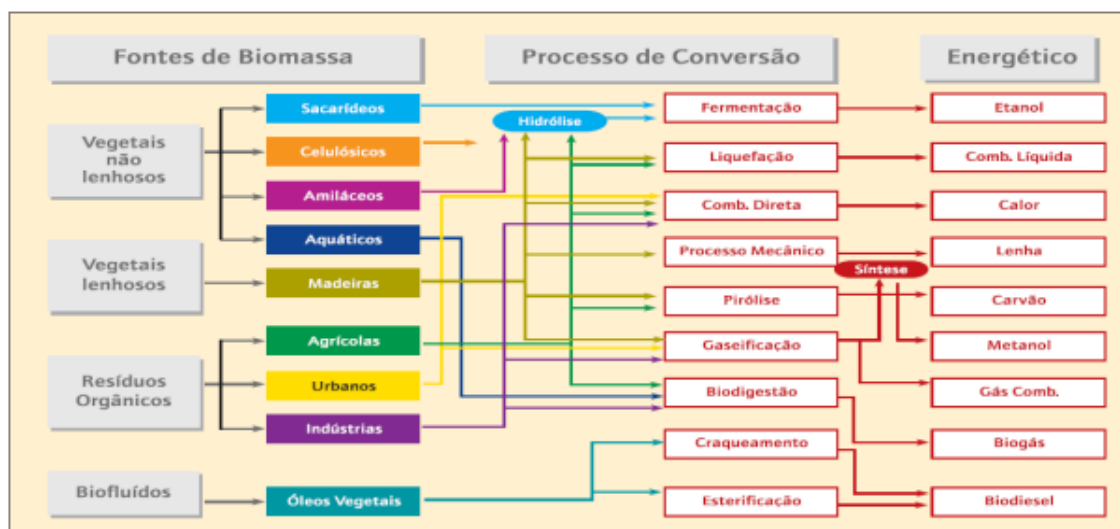 Fontes de Biomassa
Processo de Conversão
Energético
Vegetais
não
lenhosos
Vegetais
lenhosos
Resíduos
Orgânicos
Biofluídos
Sacarídeos
Celulósicos
Amiláceos
Aquáticos
Madeiras
Agrícolas
Urbanos
Indústrias
Óleos Vegetais
Hidrólise
Fermentação
Liquefação
Comb. Direta
Processo Mecânico
Pirólise
Gaseificação
Biodigestão
Craqueamento
Esterificação
Síntese
Etanol
Comb. Líquida
Calor
Lenha
Carvão
Metanol
Gás Comb.
Biogás
Biodiesel